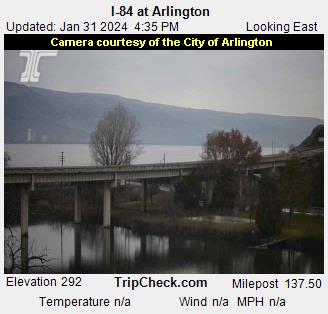 I-84 at Arlington
Updated: Jan 31 2024 4:35 PM Looking East
Camera courtesy of the City of Arlington
Elevation 292 TripCheck.com Milepost 137.50
Temperature n/a Wind n/a MPH n/a